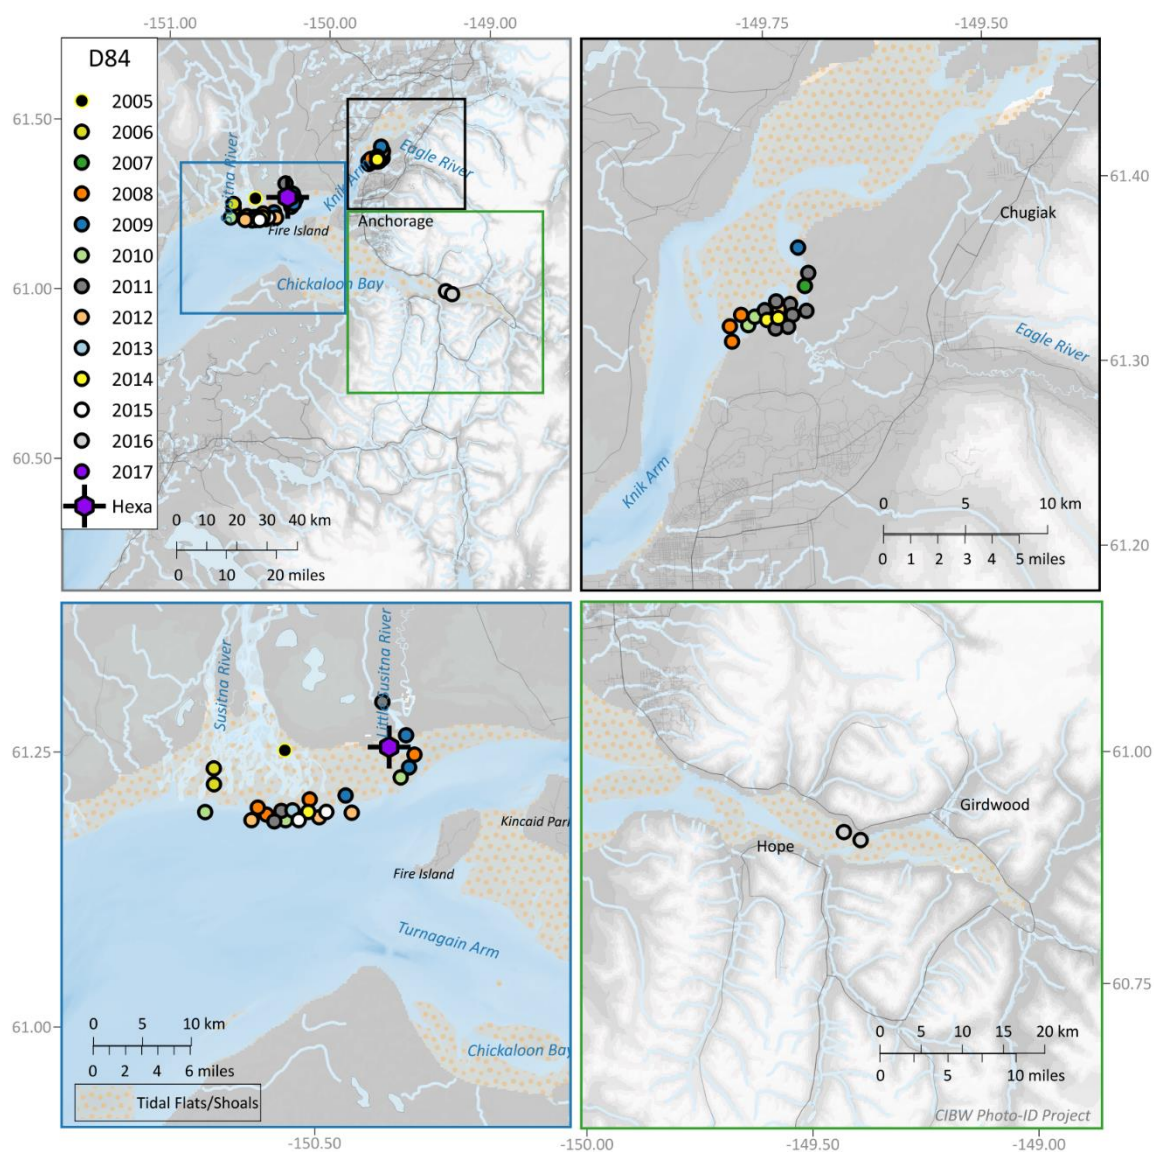 -151.00
-150.00
-149.00
-149.75
-149.50
D84
2005
2006
2007
2008
2009
2010
2011
2012
2013
2014
2015
2016
2017
Hexa
61.50
61.00
60.50
Eagle River
Knik Arm
Anchorage
Fire Island
Chickaloon Bay
0 10 20 30 40 km
0 10 20 miles
61.40
61.30
61.20
Chugiak
Eagle River
Knik Arm
0 5 10 km
0 1 2 3 4 5 miles
Susitna River
Little Susitna River
61.25
61.00
Kincaid Park
Fire Island
Turnagain Arm
Chickaloon Bay
0 5 10 km
0 2 4 6 miles
Tidal Flats/Shoals
-150.50
61.00
60.75
Girdwood
Hope
0 5 10 15 20 km
0 5 10 miles
CIBW Photo-ID Project
-150.00
-149.50
-149.00